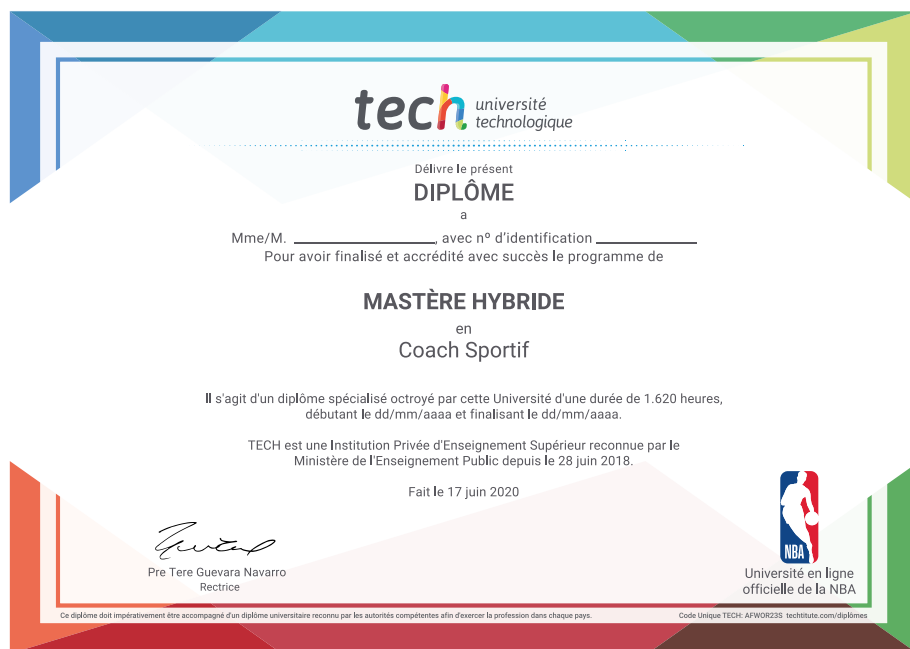 tech université
technologique
Délivre le présent
DIPLÔME
a
Mme/M. ____________________, avec nº d'identification ______________
Pour avoir finalisé et accrédité avec succès le programme de
MASTÈRE HYBRIDE
en
Coach Sportif
Il s'agit d'un diplôme spécialisé octroyé par cette Université d'une durée de 1.620 heures,
débutant le dd/mm/aaaa et finalisant le dd/mm/aaaa.
TECH est une Institution Privée d'Enseignement Supérieur reconnue par le
Ministère de l'Enseignement Public depuis le 28 juin 2018.
Fait le 17 juin 2020
Pre Tere Guevara Navarro
Rectrice
NBA
Université en ligne
officielle de la NBA
Ce diplôme doit impérativement être accompagné d'un diplôme universitaire reconnu par les autorités compétentes afin d'exercer la profession dans chaque pays.
Code Unique TECH: AFWOR23S techtitute.com/diplômes